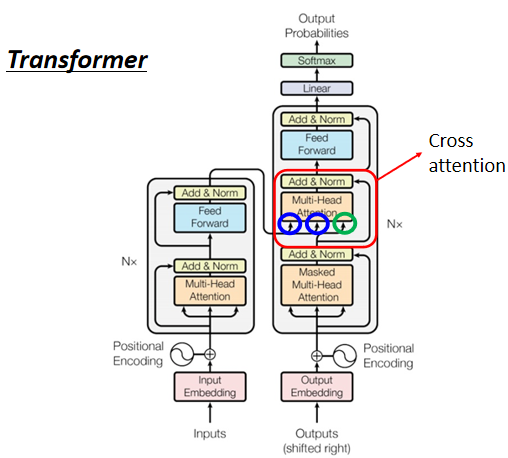 Transformer
Output
Probabilities
Softmax
Linear
Add & Norm
Feed
Forward
Add & Norm
Multi-Head
Attention
Cross
attention
Add & Norm
Masked
Multi-Head
Attention
Nx
Add & Norm
Feed
Forward
Add & Norm
Multi-Head
Attention
Nx
Positional
Encoding
Positional
Encoding
Input
Embedding
Output
Embedding
Inputs
Outputs
(shifted right)